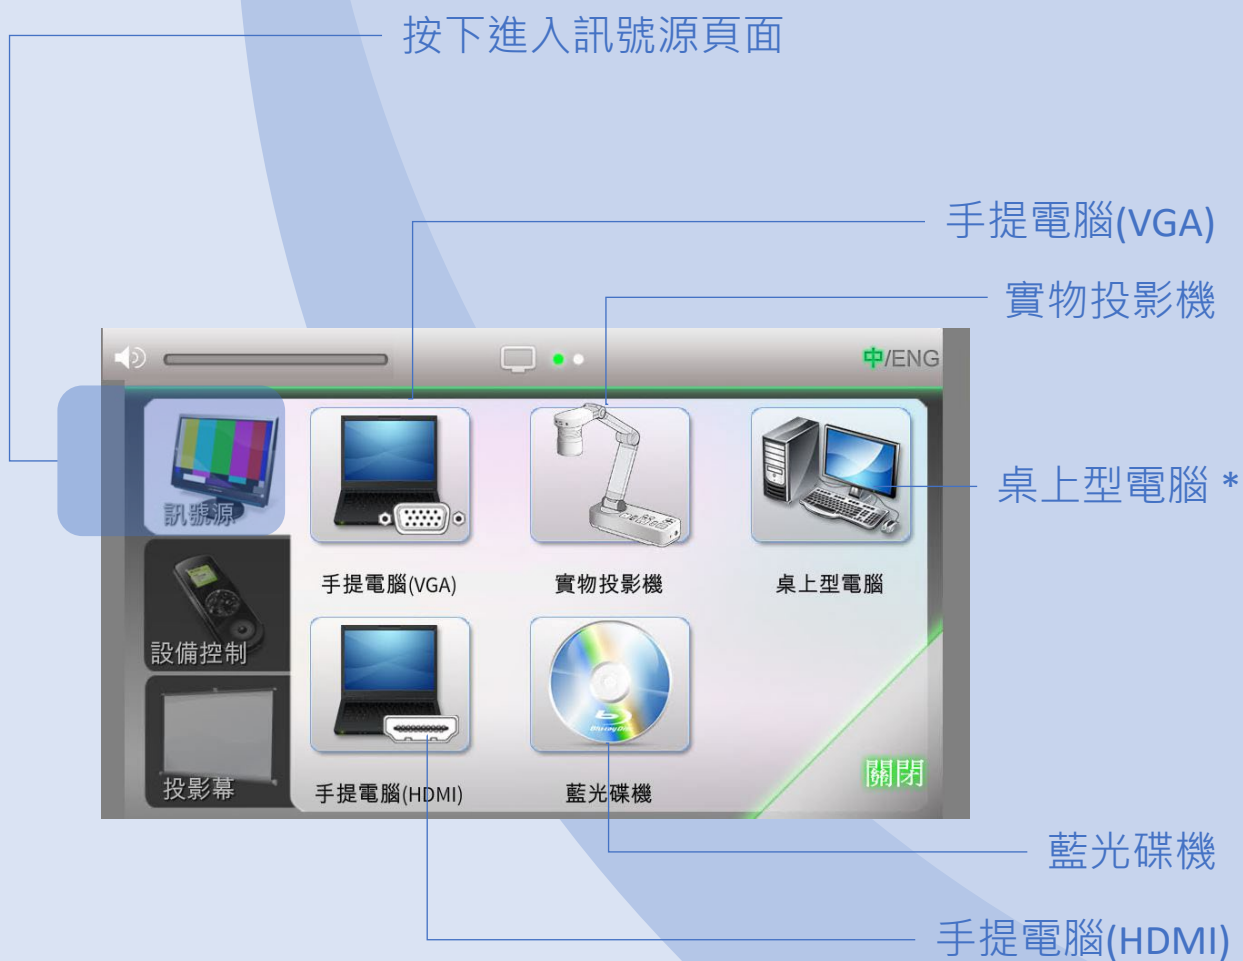 按下進入訊號源頁面
手提電腦(VGA)
實物投影機
中/ENG
訊號源
桌上型電腦 *
手提電腦(VGA)
實物投影機
桌上型電腦
設備控制
Blu-ray Disc
投影幕
手提電腦(HDMI)
藍光碟機
關閉
藍光碟機
手提電腦(HDMI)